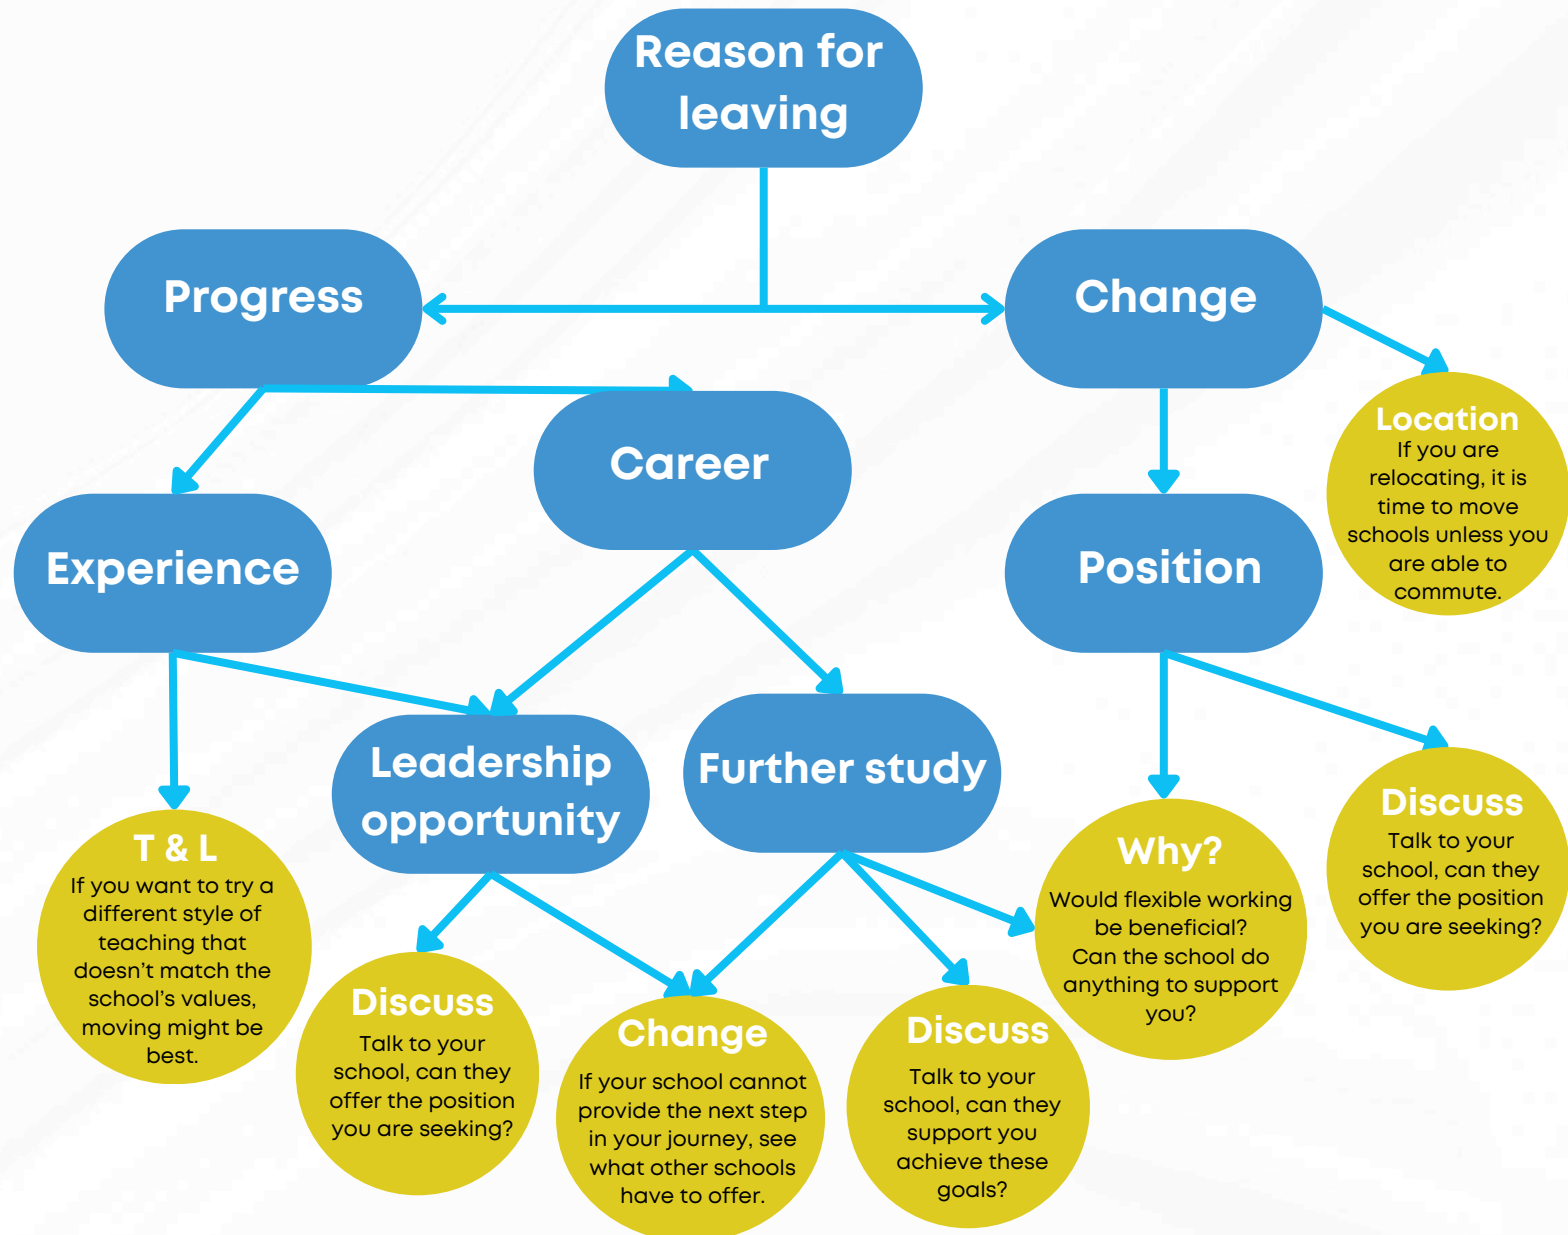 Reason for
leaving
Progress
Change
Career
Experience
Position
Location
If you are
relocating, it is
time to move
schools unless you
are able to
commute.
Leadership
opportunity
Further study
T & L
If you want to try a
different style of
teaching that
doesn't match the
school's values,
moving might be
best.
Discuss
Talk to your
school, can they
offer the position
you are seeking?
Change
If your school cannot
provide the next step
in your journey, see
what other schools
have to offer.
Discuss
Talk to your
school, can they
support you
achieve these
goals?
Why?
Would flexible working
be beneficial?
Can the school do
anything to support
you?
Discuss
Talk to your
school, can they
offer the position
you are seeking?